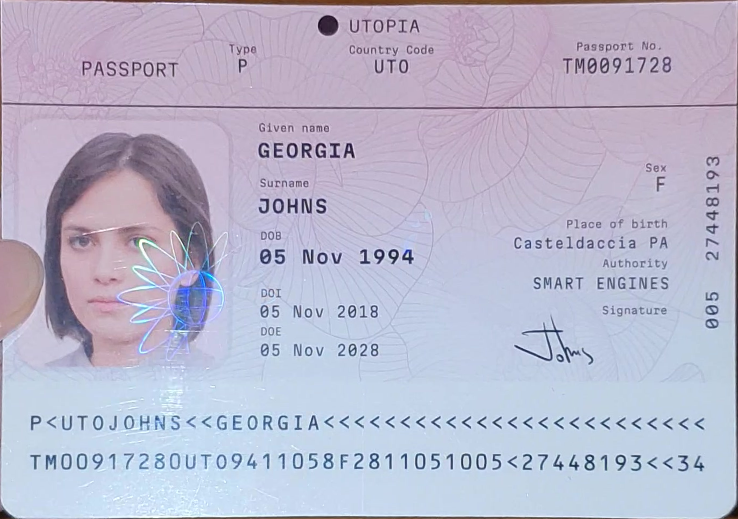 UTOPIA
PASSPORT
Type
P
Country Code
UTO
Passport No.
TM0091728
Given name
GEORGIA
Surname
JOHNS
DOB
05 Nov 1994
DOI
05 Nov 2018
DOE
05 Nov 2028
Sex
F
Place of birth
Casteldaccia PA
Authority
SMART ENGINES
Signature
Johns
005 27448193
P<UTOJOHNS<<GEORGIA<<<<<<<<<<<<<<<<<<<<<<<<<
TM00917280UTO9411058F2811051005<27448193<<34